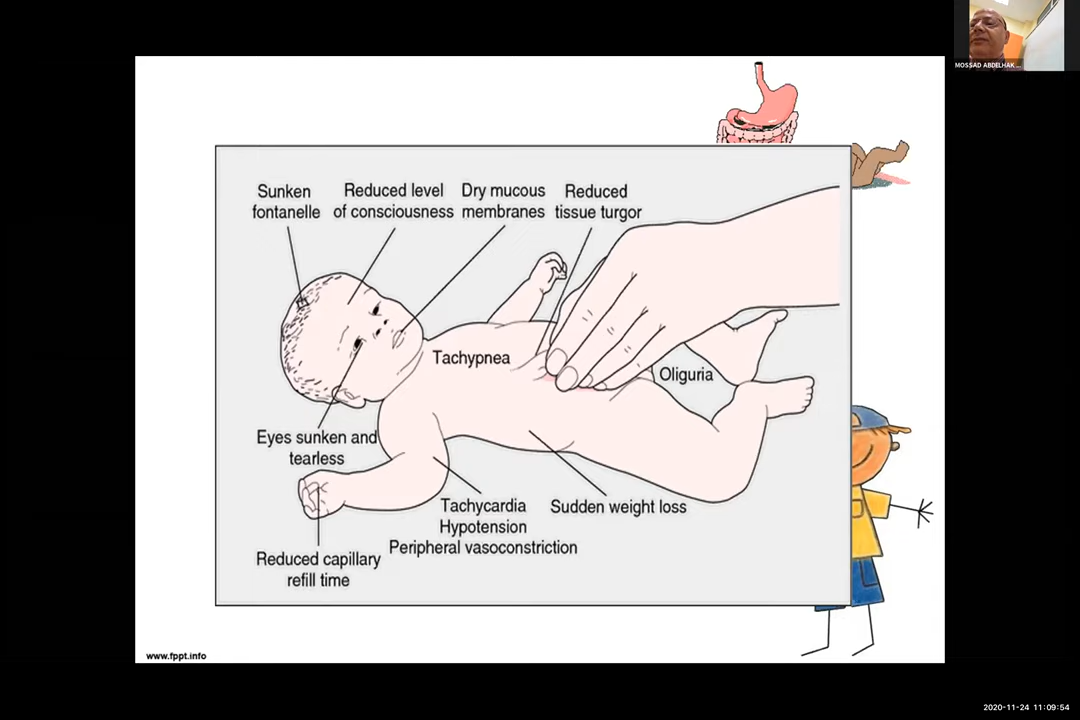 MOSSAD ABDELHAK...
Sunken
fontanelle
Reduced level
of consciousness
Dry mucous
membranes
Reduced
tissue turgor
Tachypnea
Oliguria
Eyes sunken and
tearless
Tachycardia
Hypotension
Peripheral vasoconstriction
Sudden weight loss
Reduced capillary
refill time
www.fppt.info
2020-11-24 11:09:54